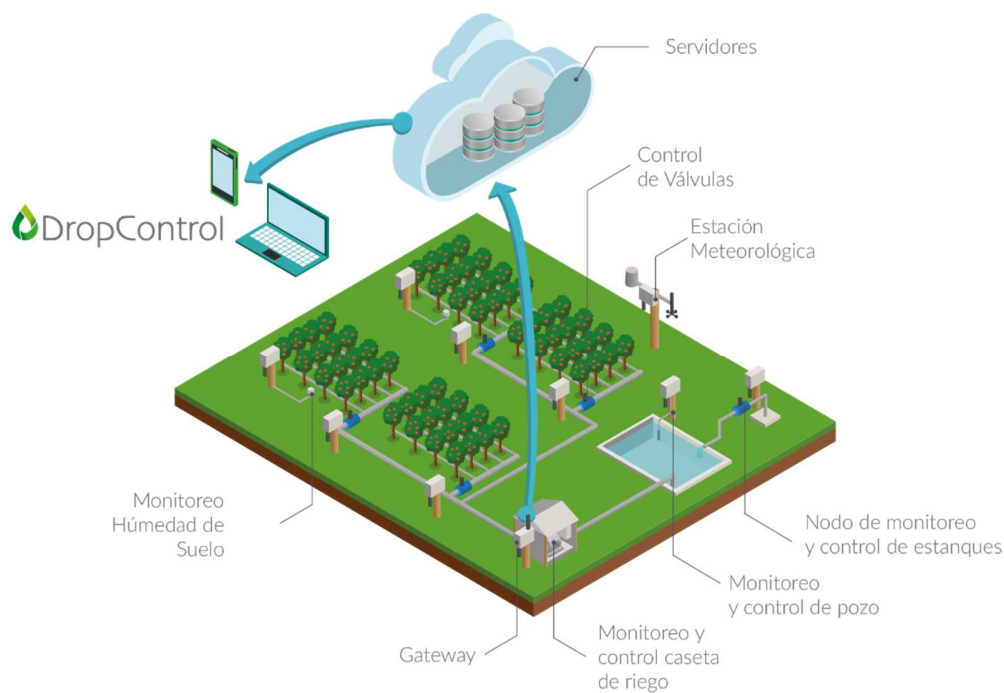 Servidores
Control
de Válvulas
Estación
Meteorológica
DropControl
Monitoreo
Húmedad de
Suelo
Nodo de monitoreo
y control de estanques
Monitoreo
y control de pozo
Gateway
Monitoreo y
control caseta
de riego